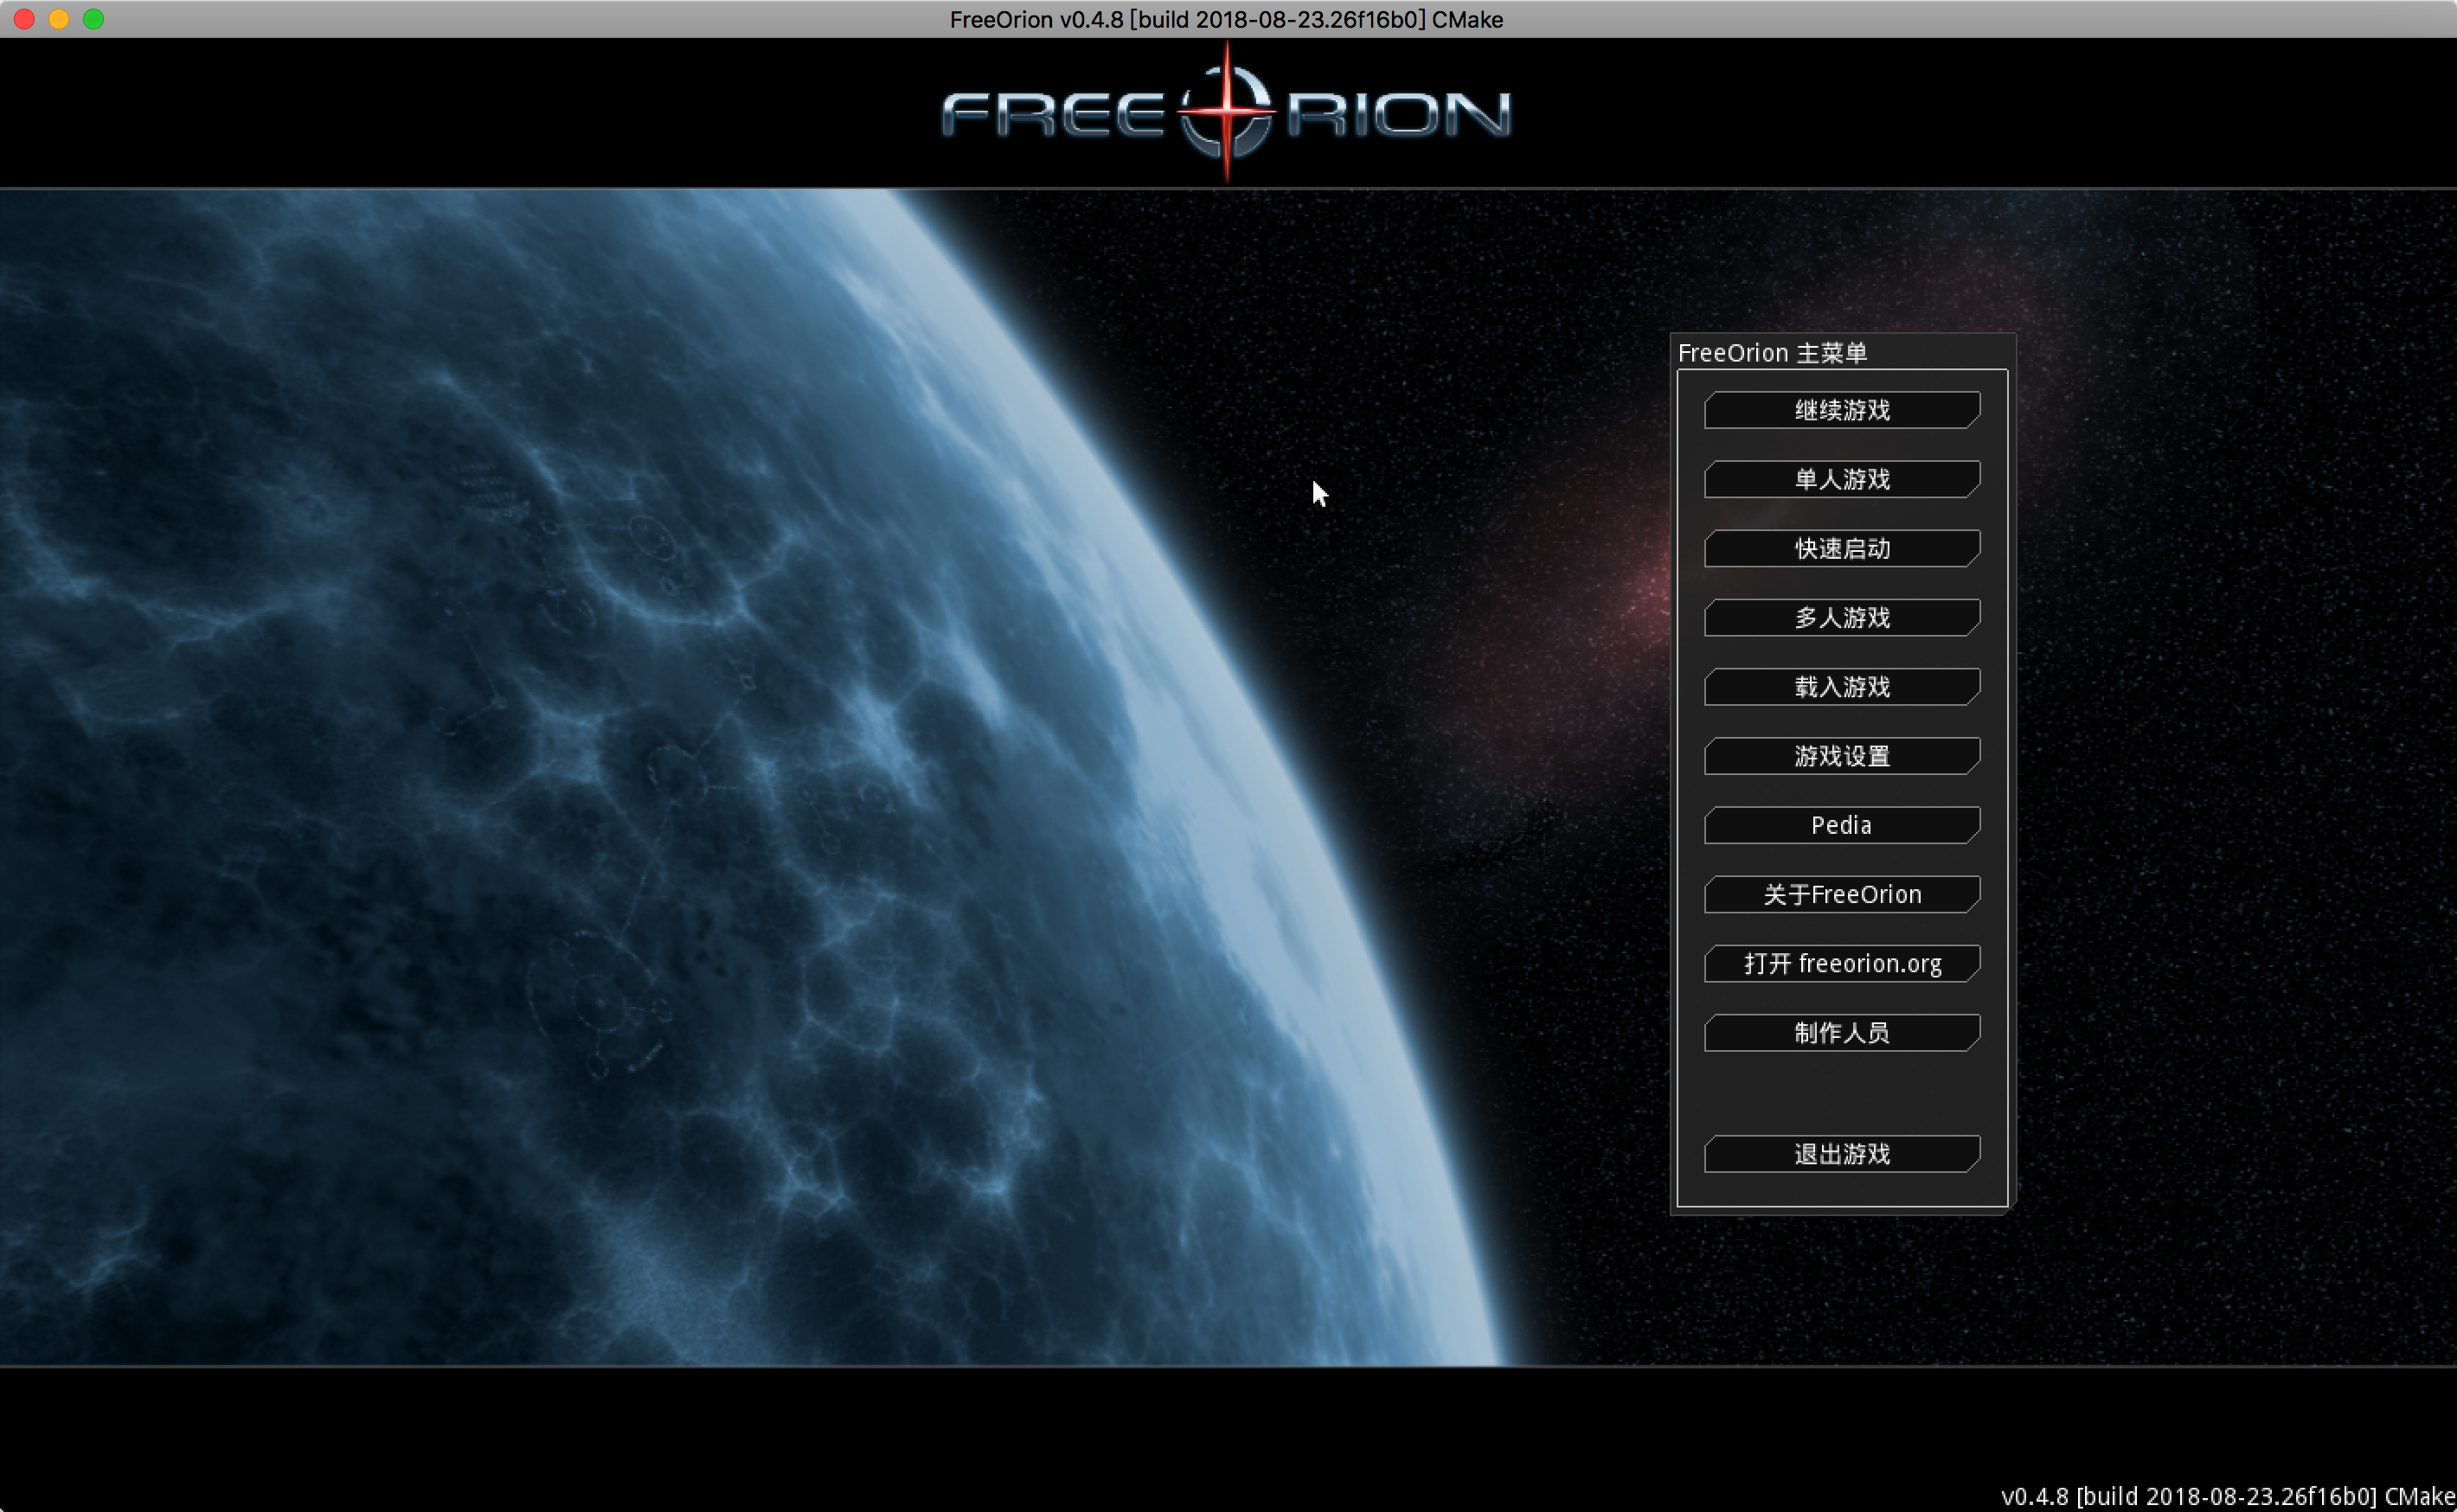 FreeOrion v0.4.8 [build 2018-08-23.26f16b0] CMake
FREEORION
FreeOrion 主菜单
继续游戏
单人游戏
快速启动
多人游戏
载入游戏
游戏设置
Pedia
关于FreeOrion
打开 freeorion.org
制作人员
退出游戏
v0.4.8 [build 2018-08-23.26f16b0] CMake